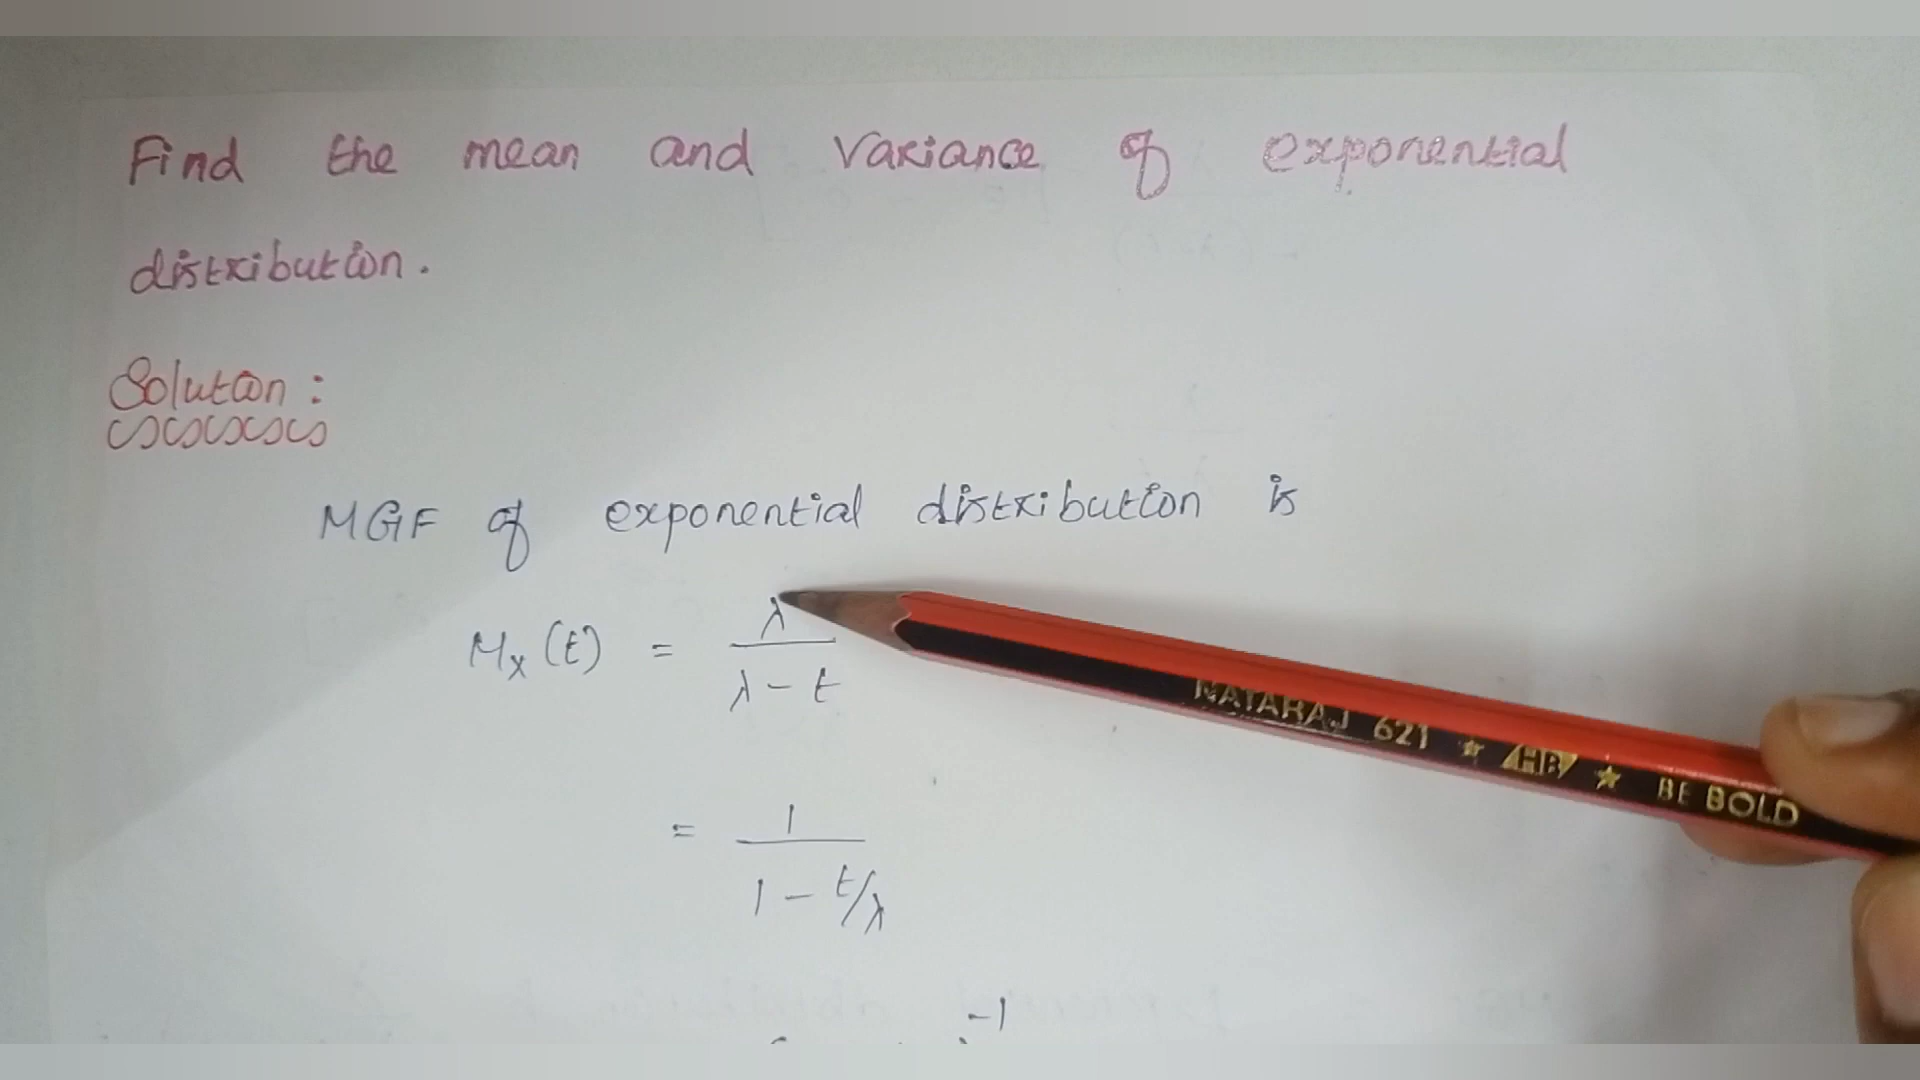 Find the mean and variance of exponential
distribution.
Solution :
MGF of exponential distribution is
Mx (t) = λ / λ - t
= 1 / 1 - t/λ
-1
NATARAJ 621 ★ HB ★ BE BOLD